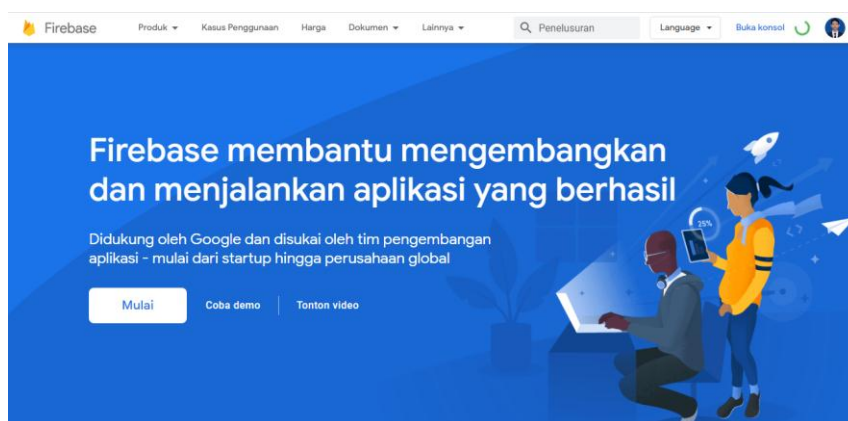 Firebase Produk Kasus Penggunaan Harga Dokumen Lainnya Penelusuran Language Buka konsol
Firebase membantu mengembangkan
dan menjalankan aplikasi yang berhasil
25%
Didukung oleh Google dan disukai oleh tim pengembangan
aplikasi - mulai dari startup hingga perusahaan global
Mulai Coba demo Tonton video